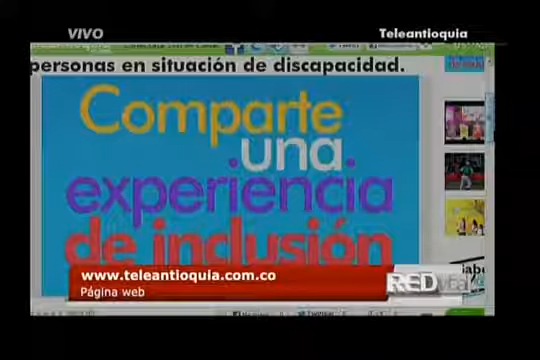 VIVO
Teleantioquia
personas en situación de discapacidad.
Comparte
una
experiencia
de inclusión
www.teleantioquia.com.co
Página web
RED